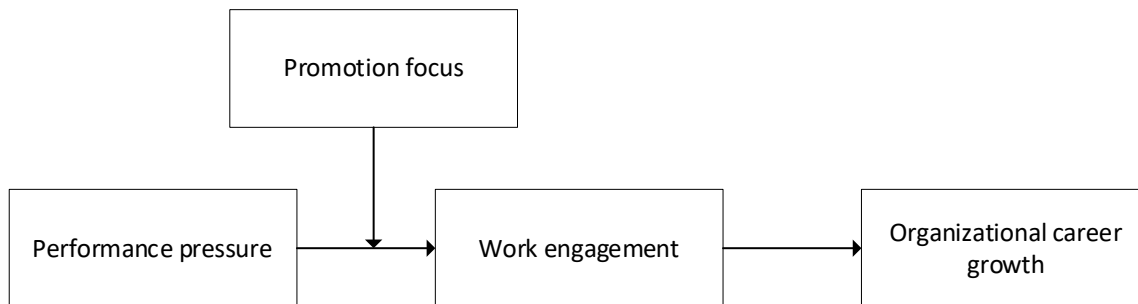 Promotion focus
Performance pressure
Work engagement
Organizational career
growth